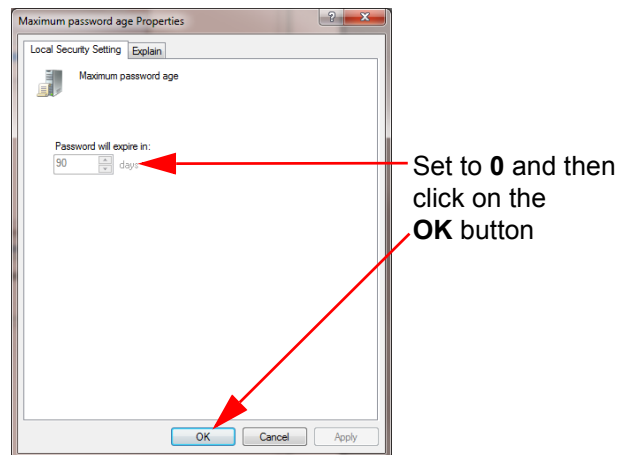 Maximum password age Properties
Local Security Setting Explain
Maximum password age
Password will expire in:
90 days
Set to 0 and then
click on the
OK button
OK Cancel Apply